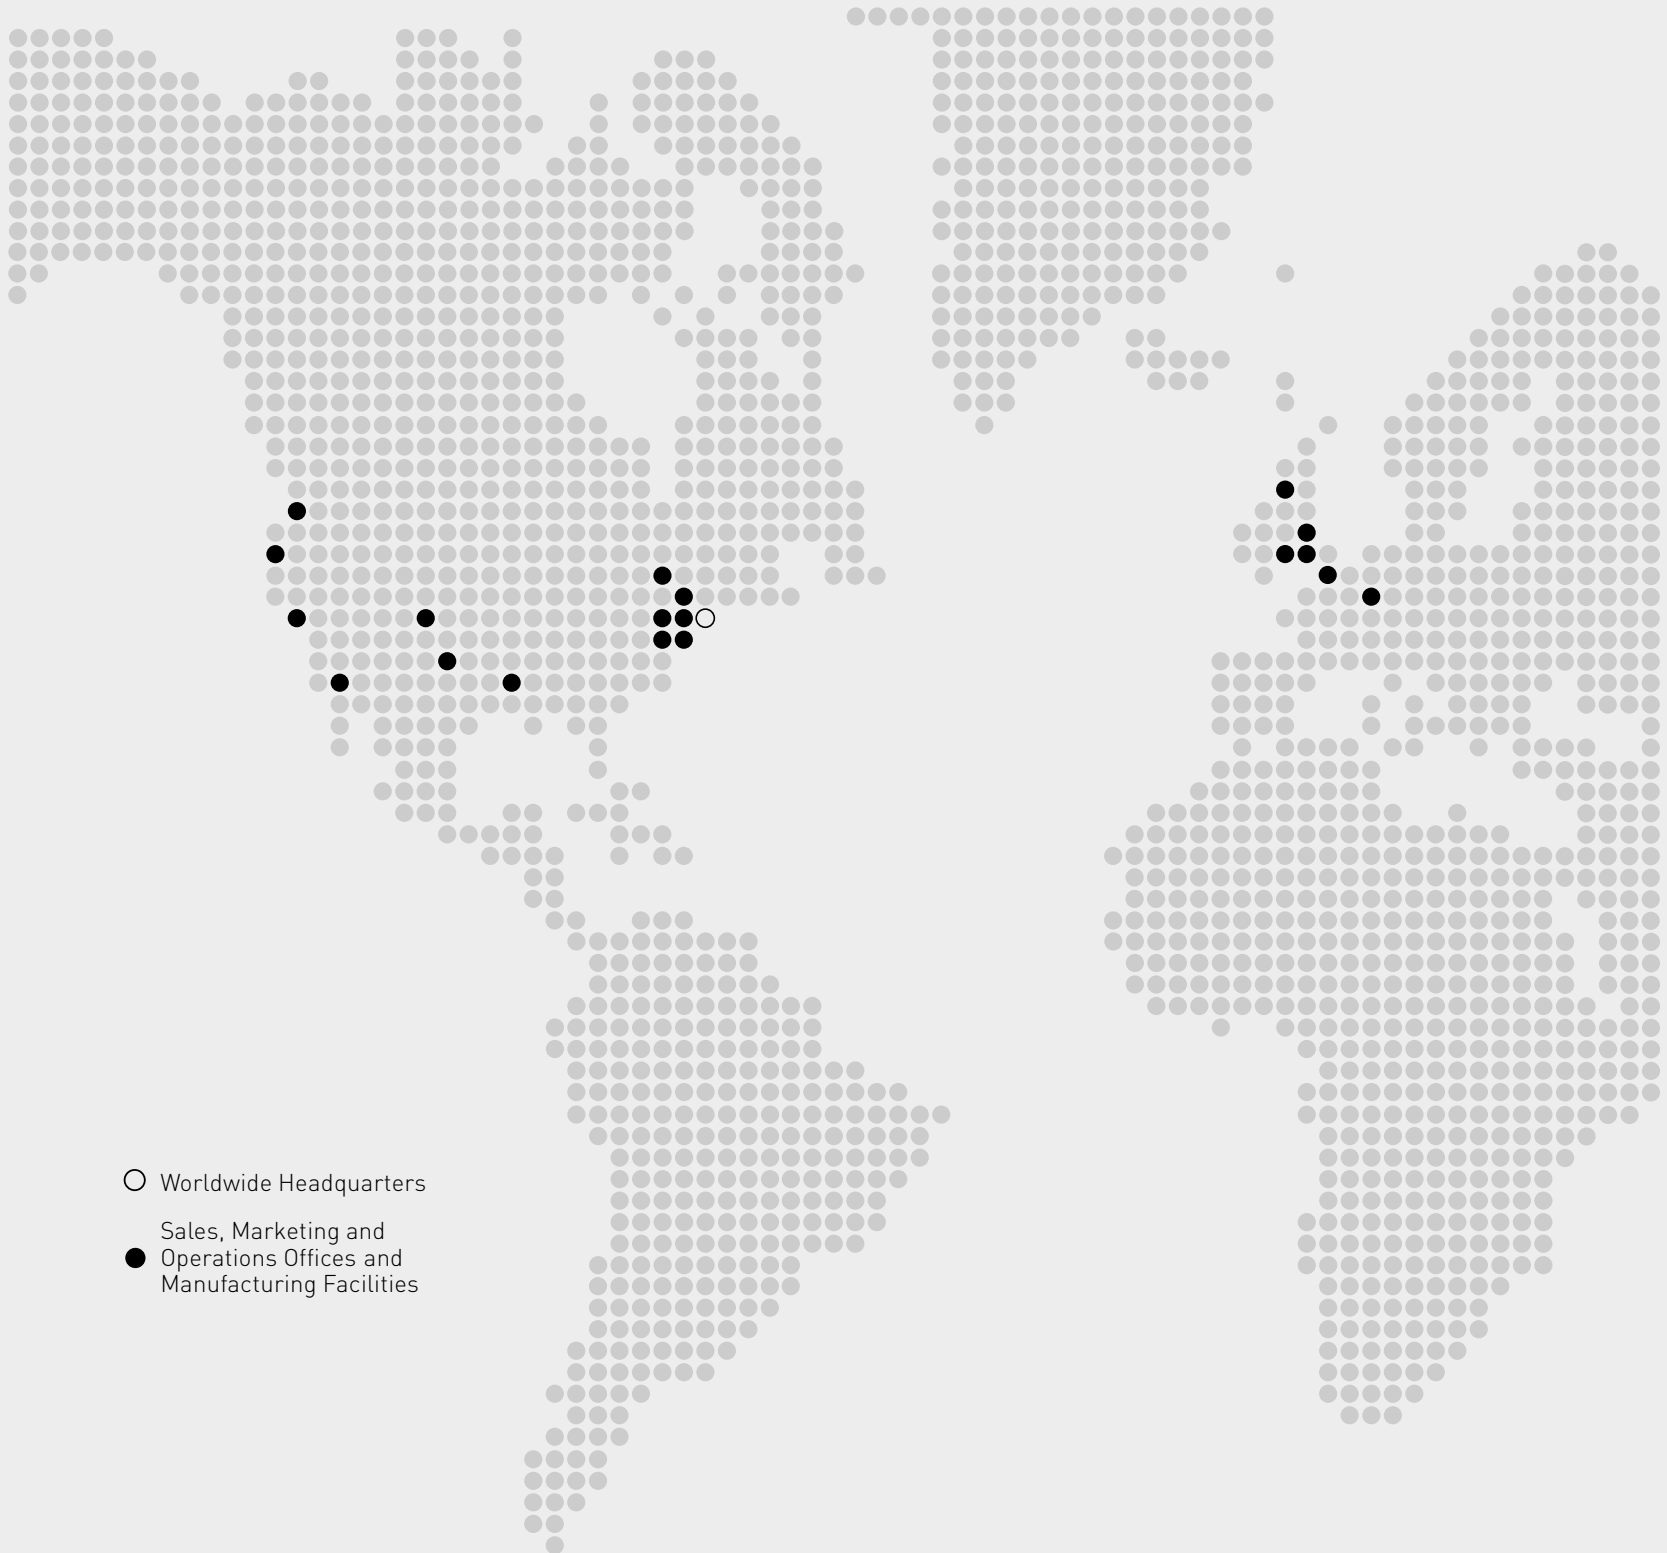 Worldwide Headquarters
Sales, Marketing and
Operations Offices and
Manufacturing Facilities